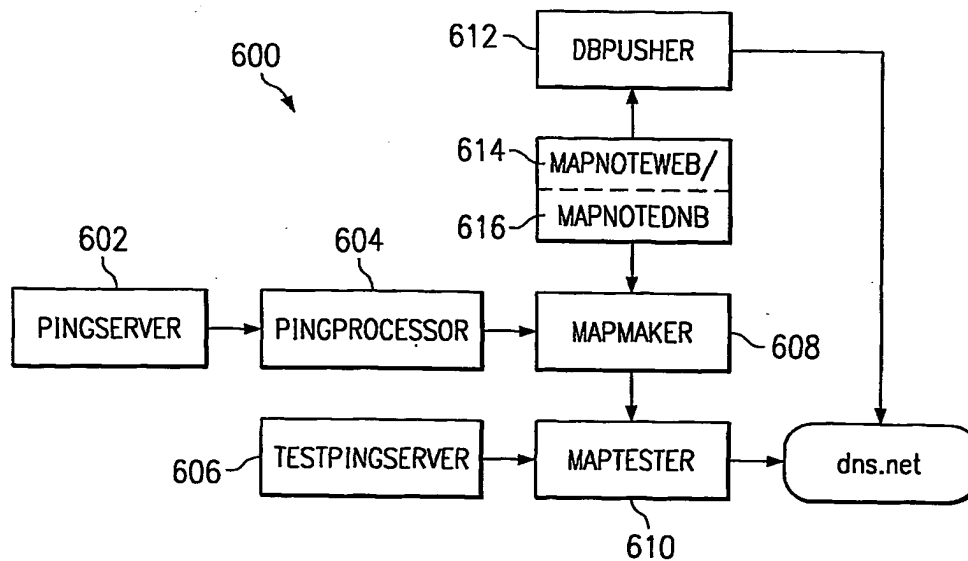 612
DBPUSHER
600
614
MAPNOTEWEB/
616
MAPNOTEDNB
602
604
PINGSERVER
PINGPROCESSOR
MAPMAKER
608
606
TESTPINGSERVER
MAPTESTER
dns.net
610